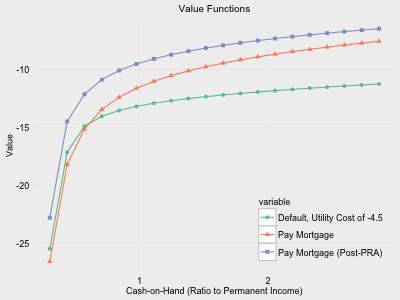 Value Functions
-10
-15
-20
-25
Value
variable
Default, Utility Cost of -4.5
Pay Mortgage
Pay Mortgage (Post-PRA)
1
2
Cash-on-Hand (Ratio to Permanent Income)